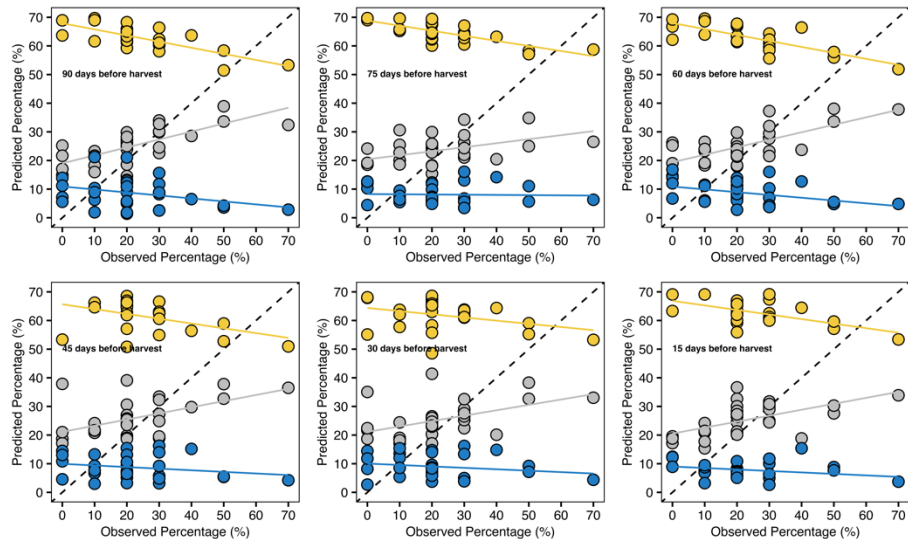 Predicted Percentage (%)
70
60
50
40
30
20
10
0
90 days before harvest
0 10 20 30 40 50 60 70
Observed Percentage (%)
Predicted Percentage (%)
70
60
50
40
30
20
10
0
75 days before harvest
0 10 20 30 40 50 60 70
Observed Percentage (%)
Predicted Percentage (%)
70
60
50
40
30
20
10
0
60 days before harvest
0 10 20 30 40 50 60 70
Observed Percentage (%)
Predicted Percentage (%)
70
60
50
40
30
20
10
0
45 days before harvest
0 10 20 30 40 50 60 70
Observed Percentage (%)
Predicted Percentage (%)
70
60
50
40
30
20
10
0
30 days before harvest
0 10 20 30 40 50 60 70
Observed Percentage (%)
Predicted Percentage (%)
70
60
50
40
30
20
10
0
15 days before harvest
0 10 20 30 40 50 60 70
Observed Percentage (%)